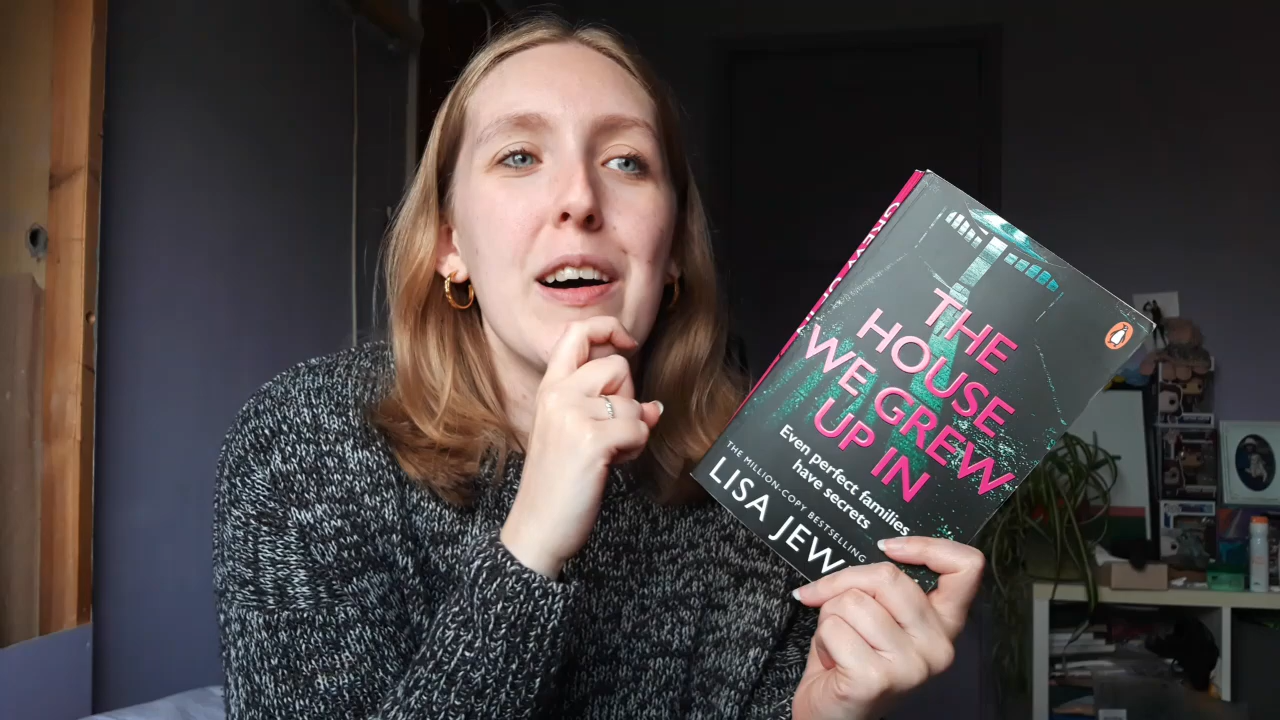 THE
HOUSE
WE GREW
UP IN
Even perfect families
have secrets
THE MILLION-COPY BESTSELLING
LISA JEW